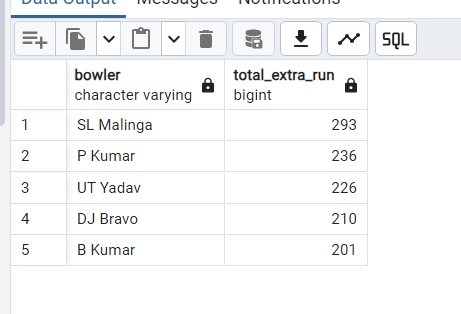 Data Output Messages Notifications
SQL
bowler total_extra_run
character varying bigint
1 SL Malinga 293
2 P Kumar 236
3 UT Yadav 226
4 DJ Bravo 210
5 B Kumar 201